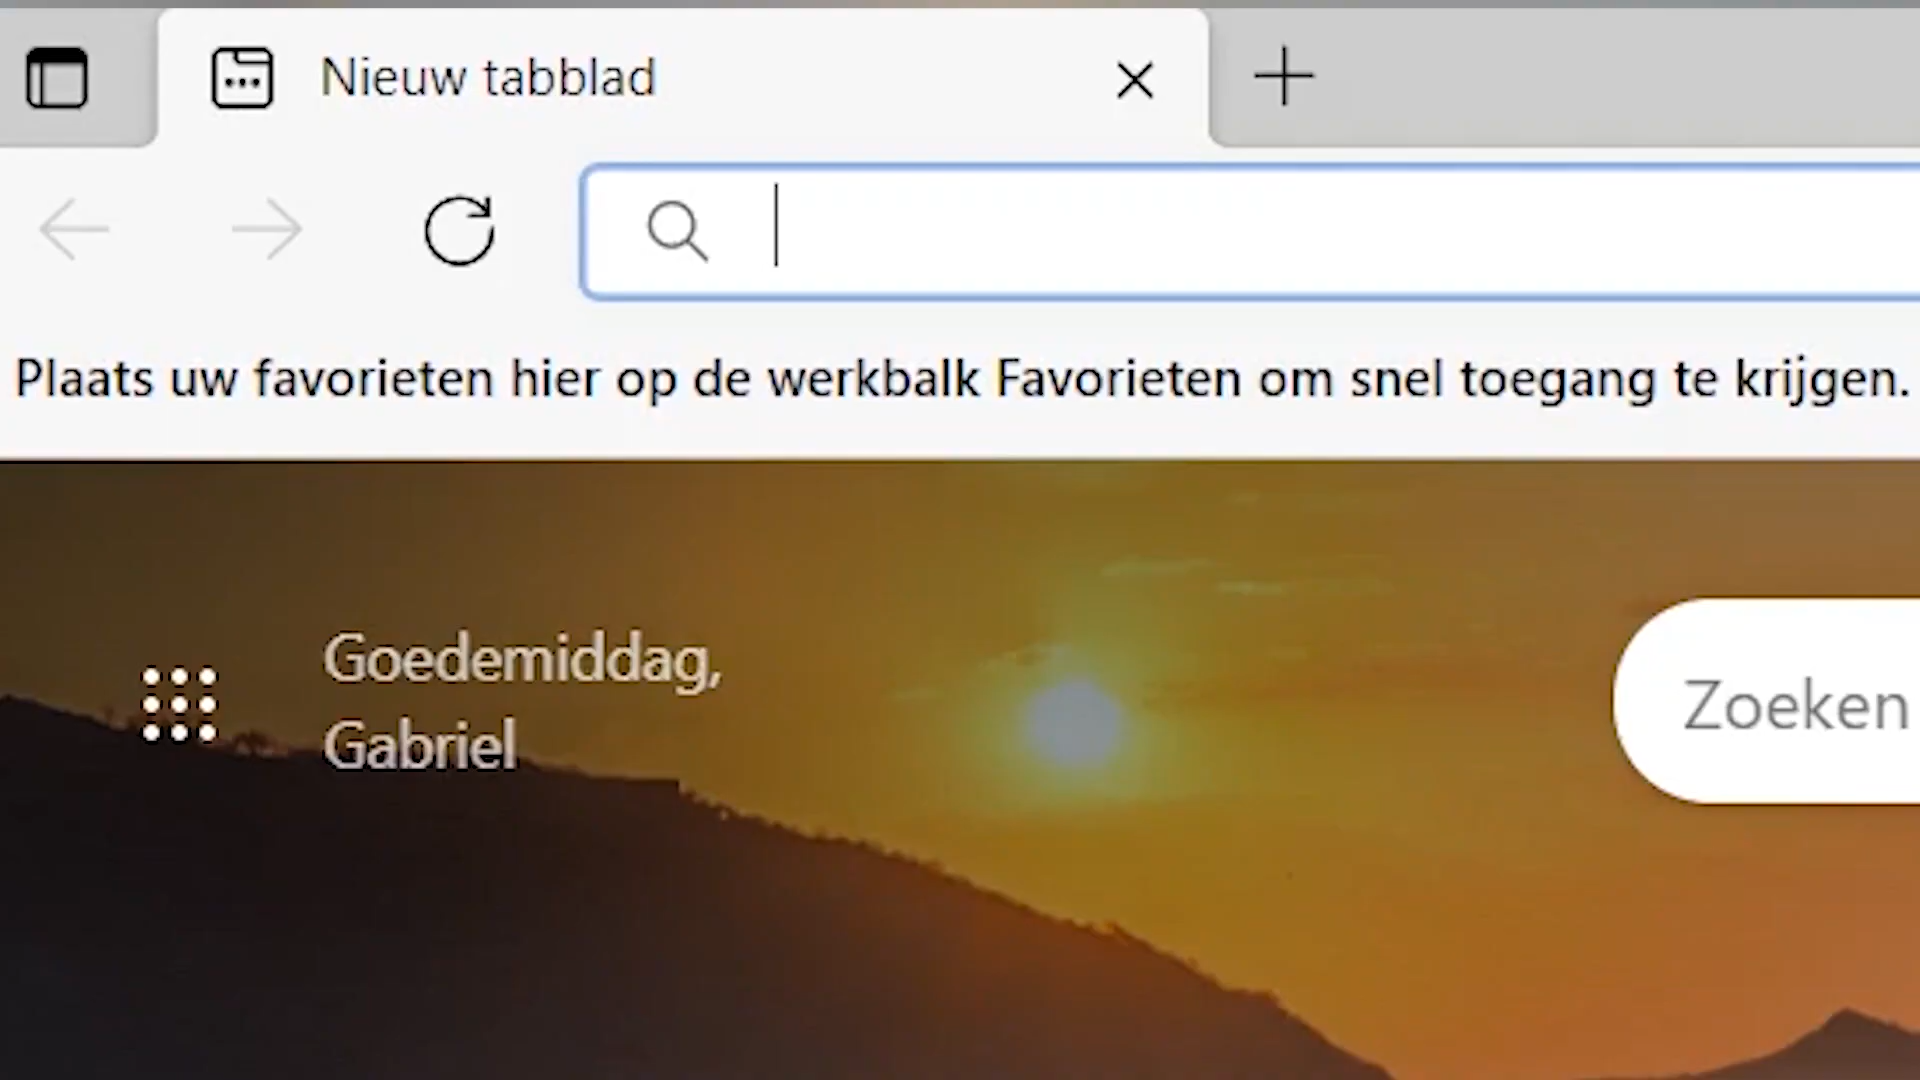 Nieuw tabblad
Plaats uw favorieten hier op de werkbalk Favorieten om snel toegang te krijgen.
Goedemiddag,
Gabriel
Zoeken